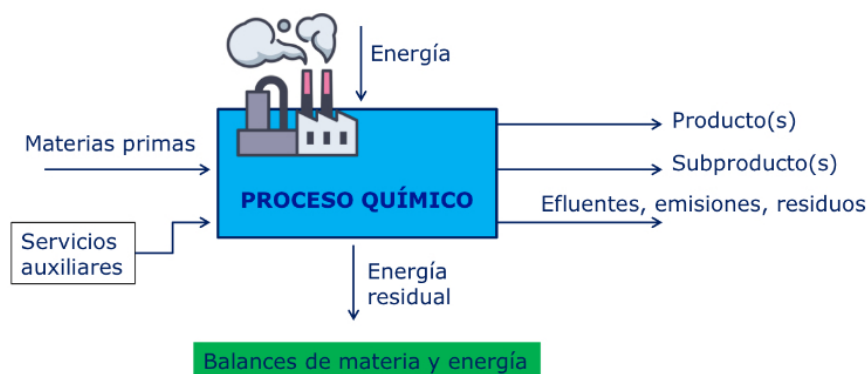 Energía
Materias primas
Producto(s)
Subproducto(s)
PROCESO QUÍMICO
Efluentes, emisiones, residuos
Servicios
auxiliares
Energía
residual
Balances de materia y energía